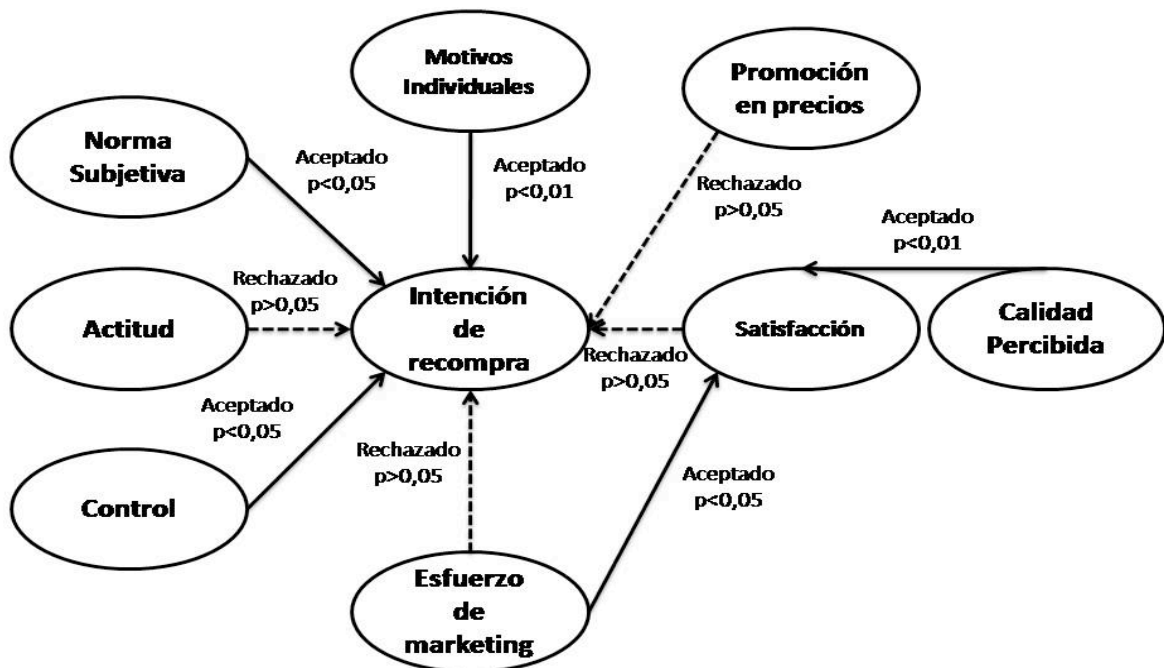 Motivos
Individuales
Promoción
en precios
Norma
Subjetiva
Aceptado
p<0,05
Aceptado
p<0,01
Rechazado
p>0,05
Aceptado
p<0,01
Actitud
Rechazado
p>0,05
Intención
de
recompra
Rechazado
p>0,05
Satisfacción
Calidad
Percibida
Aceptado
p<0,05
Control
Rechazado
p>0,05
Aceptado
p<0,05
Esfuerzo
de
marketing